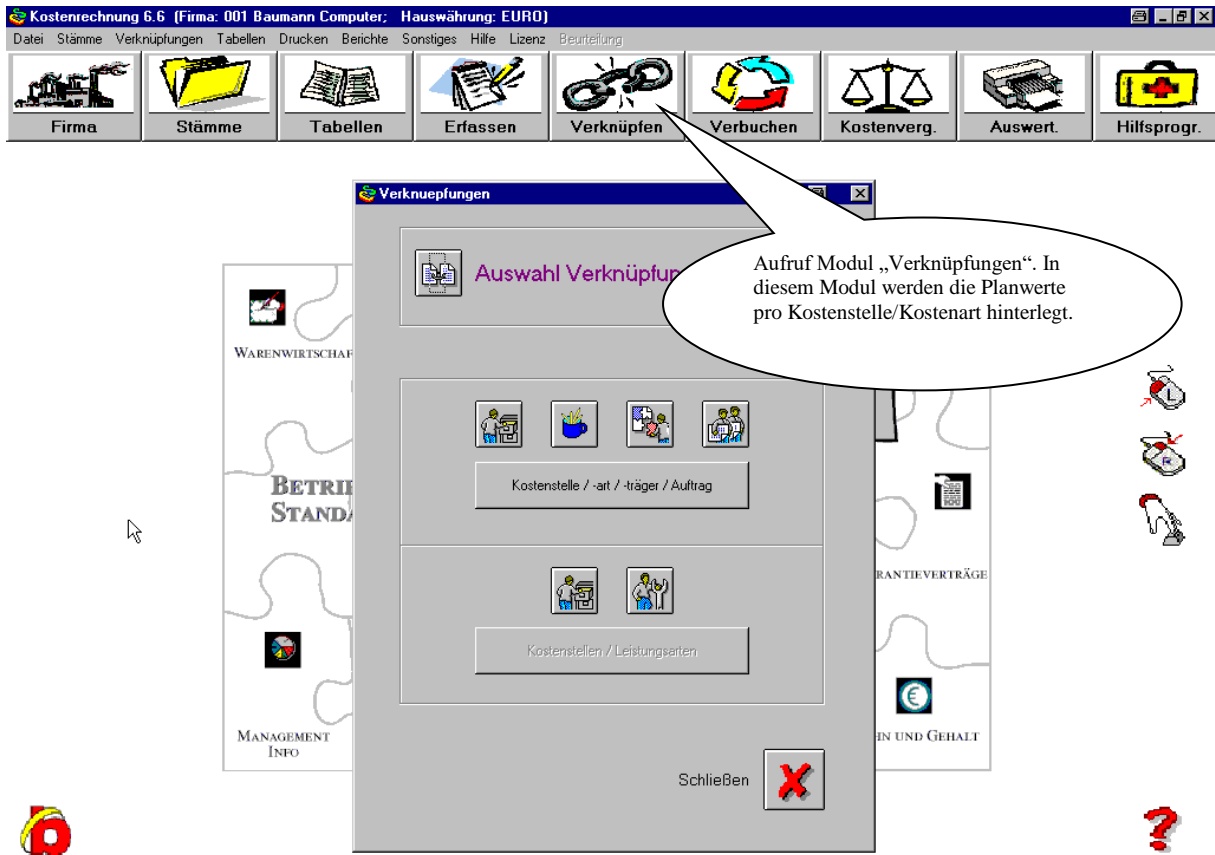 Kostenrechnung 6.6 (Firma: 001 Baumann Computer; Hauswährung: EURO)
Datei Stämme Verknüpfungen Tabellen Drucken Berichte Sonstiges Hilfe Lizenz Beurteilung
Firma Stämme Tabellen Erfassen Verknüpfen Verbuchen Kostenverg. Auswert. Hilfsprogr.
Verknuepfungen
Auswahl Verknüpfu
Aufruf Modul „Verknüpfungen“. In
diesem Modul werden die Planwerte
pro Kostenstelle/Kostenart hinterlegt.
WARENWIRTSCHAF
L
R
Kostenstelle / -art / -träger / Auftrag
BETRIE
STANDA
RANTIEVERTRÄGE
Kostenstellen / Leistungsarten
MANAGEMENT
INFO
IN UND GEHALT
Schließen
b
?